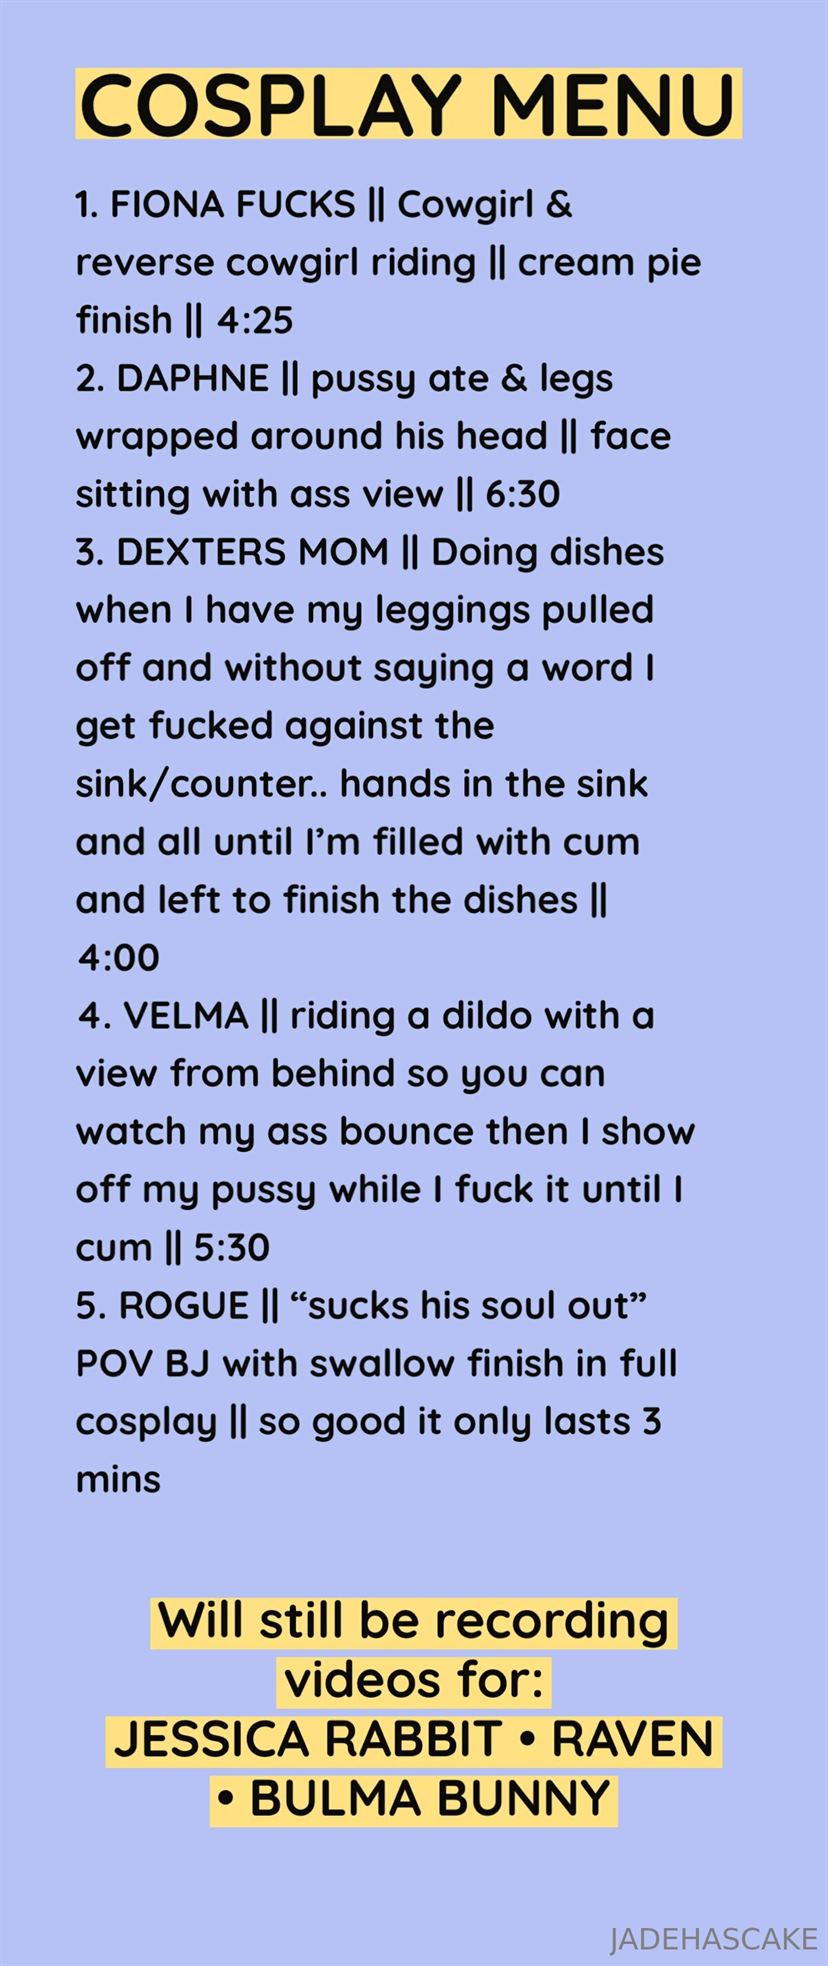 COSPLAY MENU
1. FIONA FUCKS || Cowgirl &
reverse cowgirl riding || cream pie
finish || 4:25
2. DAPHNE || pussy ate & legs
wrapped around his head || face
sitting with ass view || 6:30
3. DEXTERS MOM || Doing dishes
when I have my leggings pulled
off and without saying a word I
get fucked against the
sink/counter.. hands in the sink
and all until I’m filled with cum
and left to finish the dishes ||
4:00
4. VELMA || riding a dildo with a
view from behind so you can
watch my ass bounce then I show
off my pussy while I fuck it until I
cum || 5:30
5. ROGUE || “sucks his soul out”
POV BJ with swallow finish in full
cosplay || so good it only lasts 3
mins
Will still be recording
videos for:
JESSICA RABBIT • RAVEN
• BULMA BUNNY
JADEHASCAKE